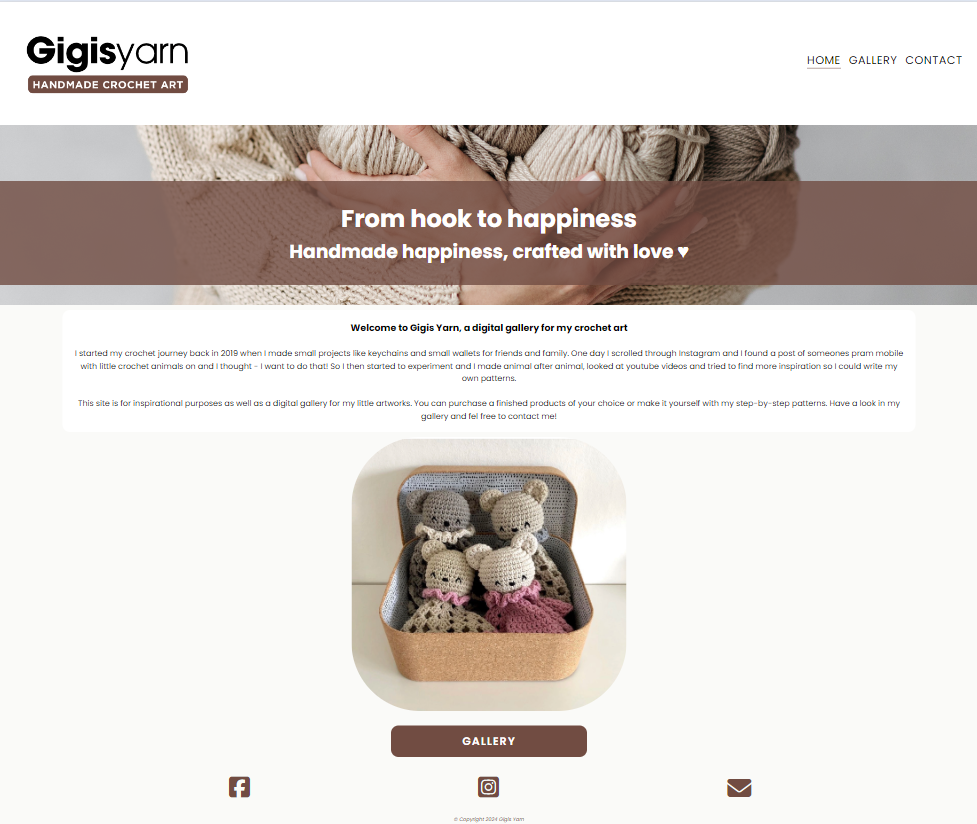 Gigisyarn
HANDMADE CROCHET ART
HOME GALLERY CONTACT
From hook to happiness
Handmade happiness, crafted with love ♥
Welcome to Gigis Yarn, a digital gallery for my crochet art
I started my crochet journey back in 2019 when I made small projects like keychains and small wallets for friends and family. One day I scrolled through Instagram and I found a post of someones pram mobile
with little crochet animals on and I thought - I want to do that! So I then started to experiment and I made animal after animal, looked at youtube videos and tried to find more inspiration so I could write my
own patterns.
This site is for inspirational purposes as well as a digital gallery for my little artworks. You can purchase a finished products of your choice or make it yourself with my step-by-step patterns. Have a look in my
gallery and fel free to contact me!
GALLERY
© Copyright 2024 Gigis Yarn